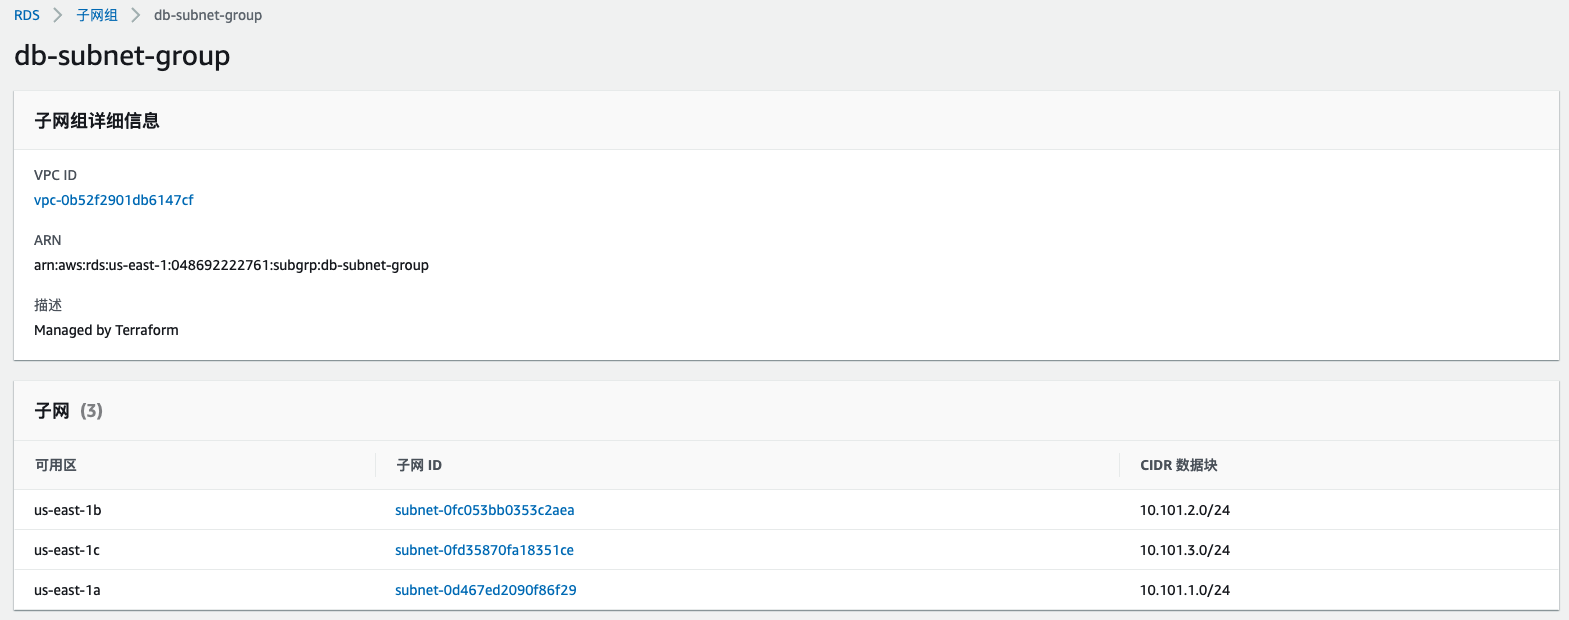 RDS > 子网组 > db-subnet-group
db-subnet-group
子网组详细信息
VPC ID
vpc-0b52f2901db6147cf
ARN
arn:aws:rds:us-east-1:048692222761:subgrp:db-subnet-group
描述
Managed by Terraform
子网 (3)
可用区 子网 ID CIDR 数据块
us-east-1b subnet-0fc053bb0353c2aea 10.101.2.0/24
us-east-1c subnet-0fd35870fa18351ce 10.101.3.0/24
us-east-1a subnet-0d467ed2090f86f29 10.101.1.0/24